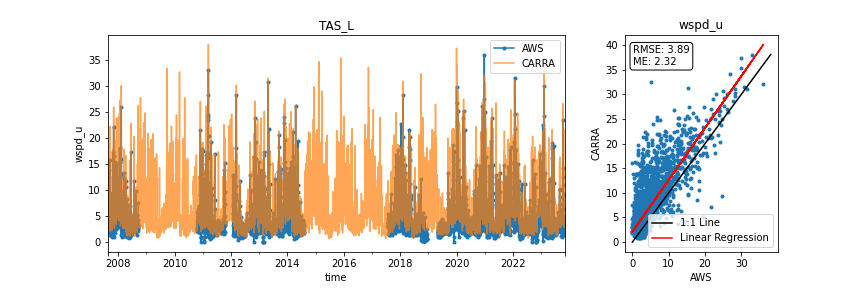 TAS_L
wspd_u
35
30
25
20
15
10
5
0
2008
2010
2012
2014
2016
2018
2020
2022
time
AWS
CARRA
wspd_u
CARRA
40
35
30
25
20
15
10
5
0
0
10
20
30
AWS
RMSE: 3.89
ME: 2.32
1:1 Line
Linear Regression